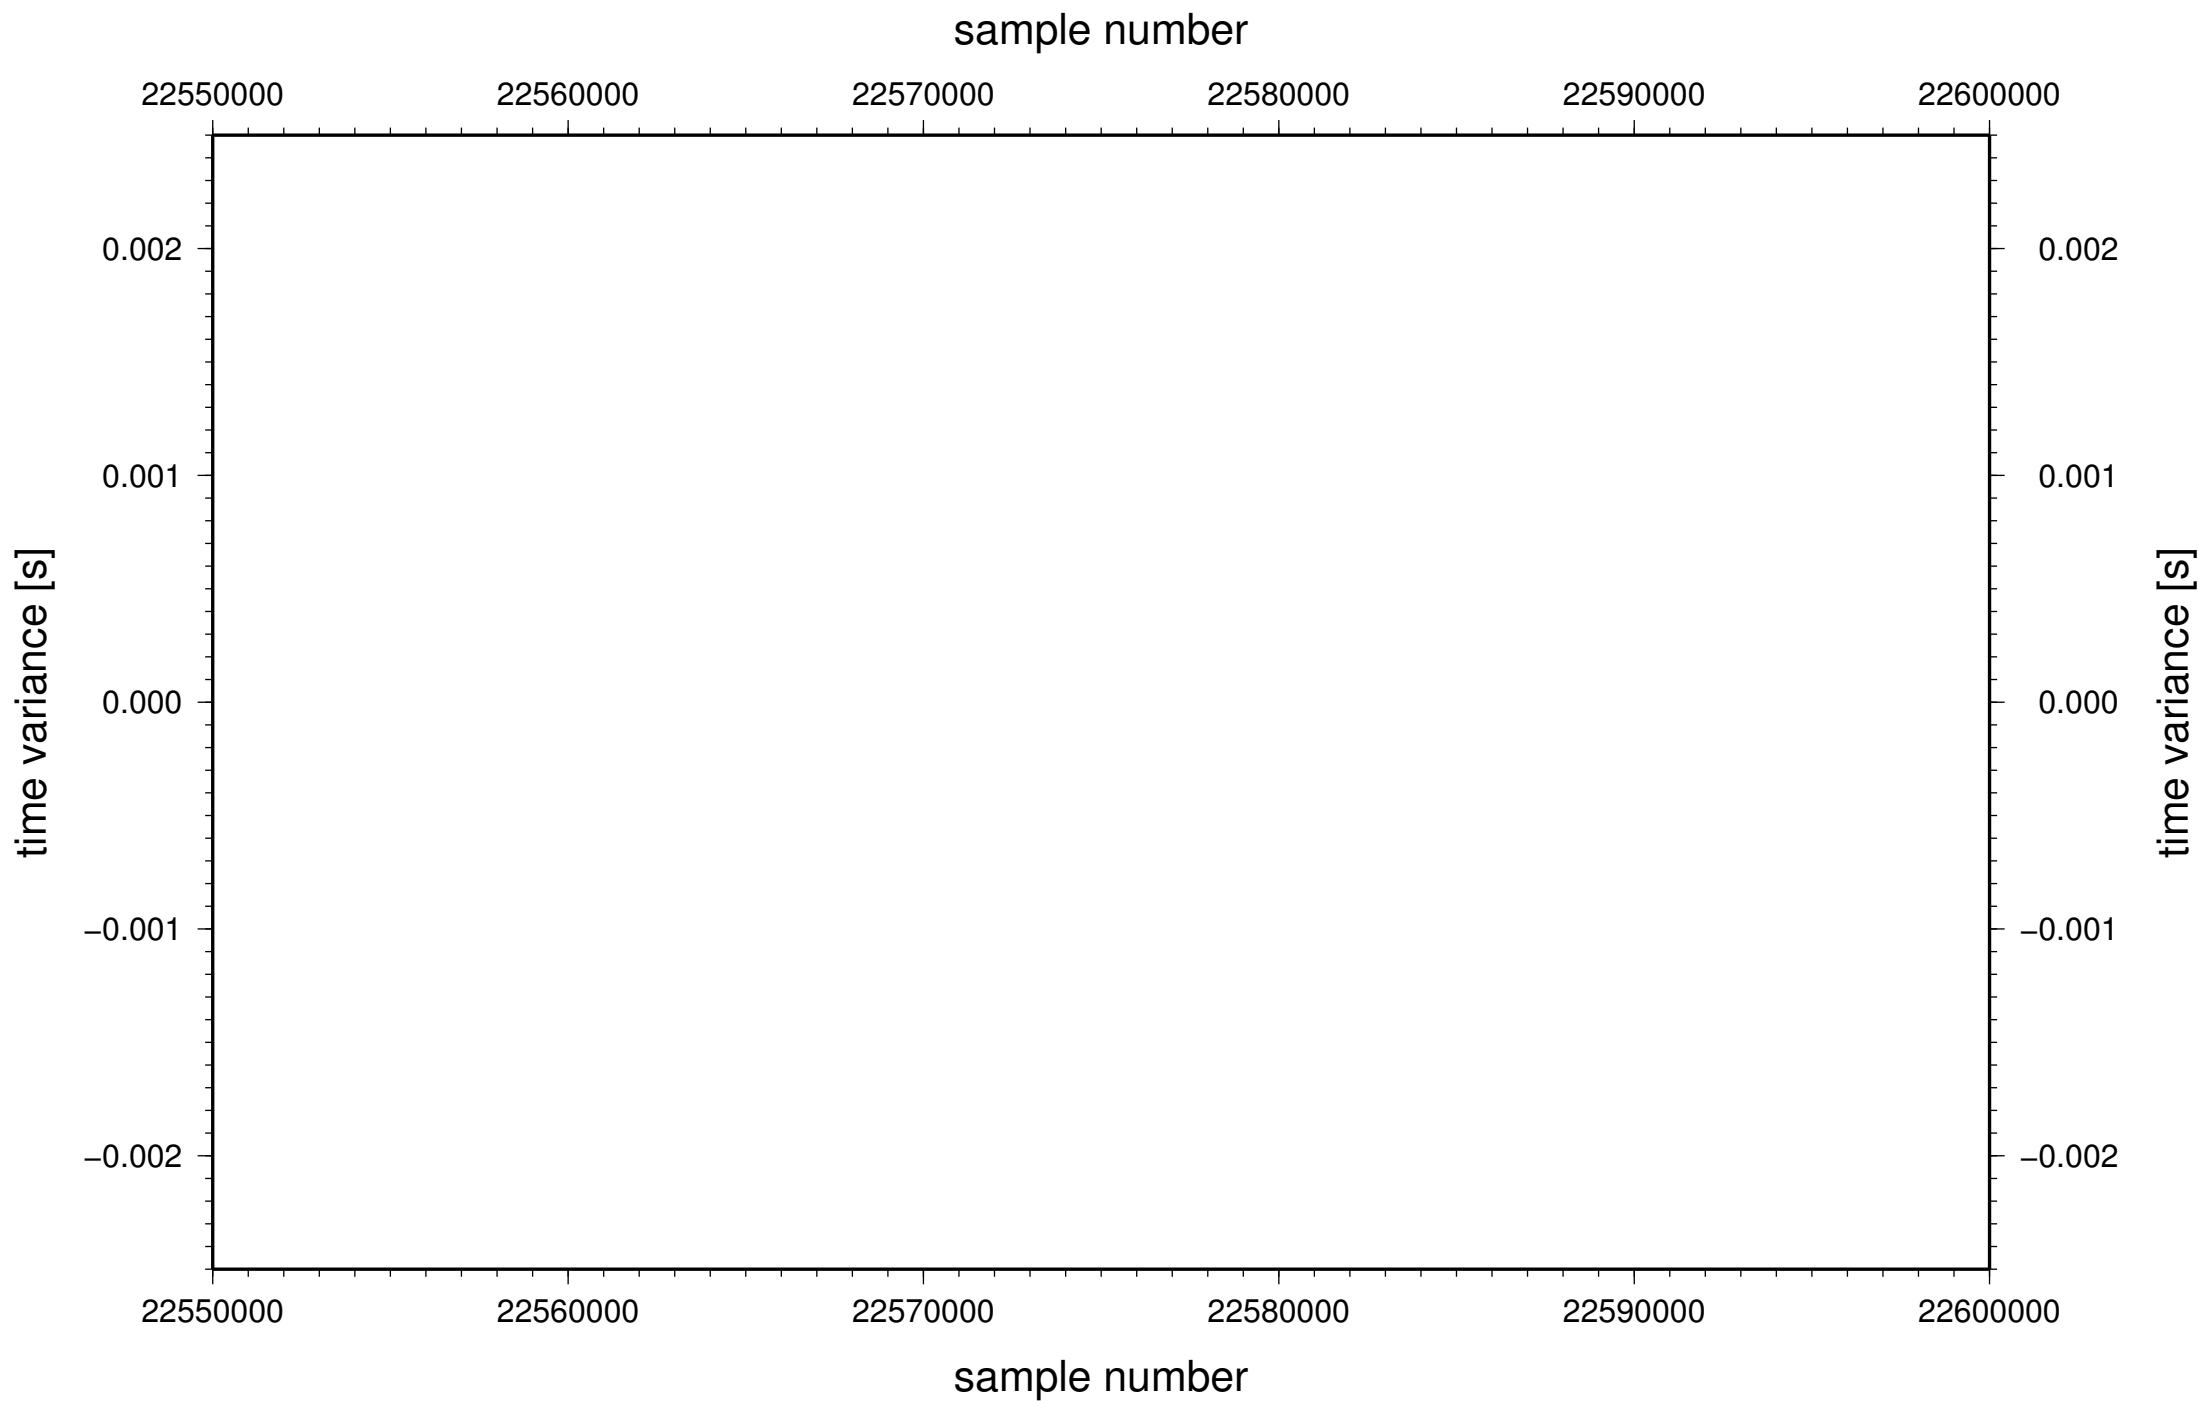 sample number
22550000 22560000 22570000 22580000 22590000 22600000
0.002 0.002
0.001 0.001
time variance [s] 0.000 0.000 time variance [s]
−0.001 −0.001
−0.002 −0.002
22550000 22560000 22570000 22580000 22590000 22600000
sample number